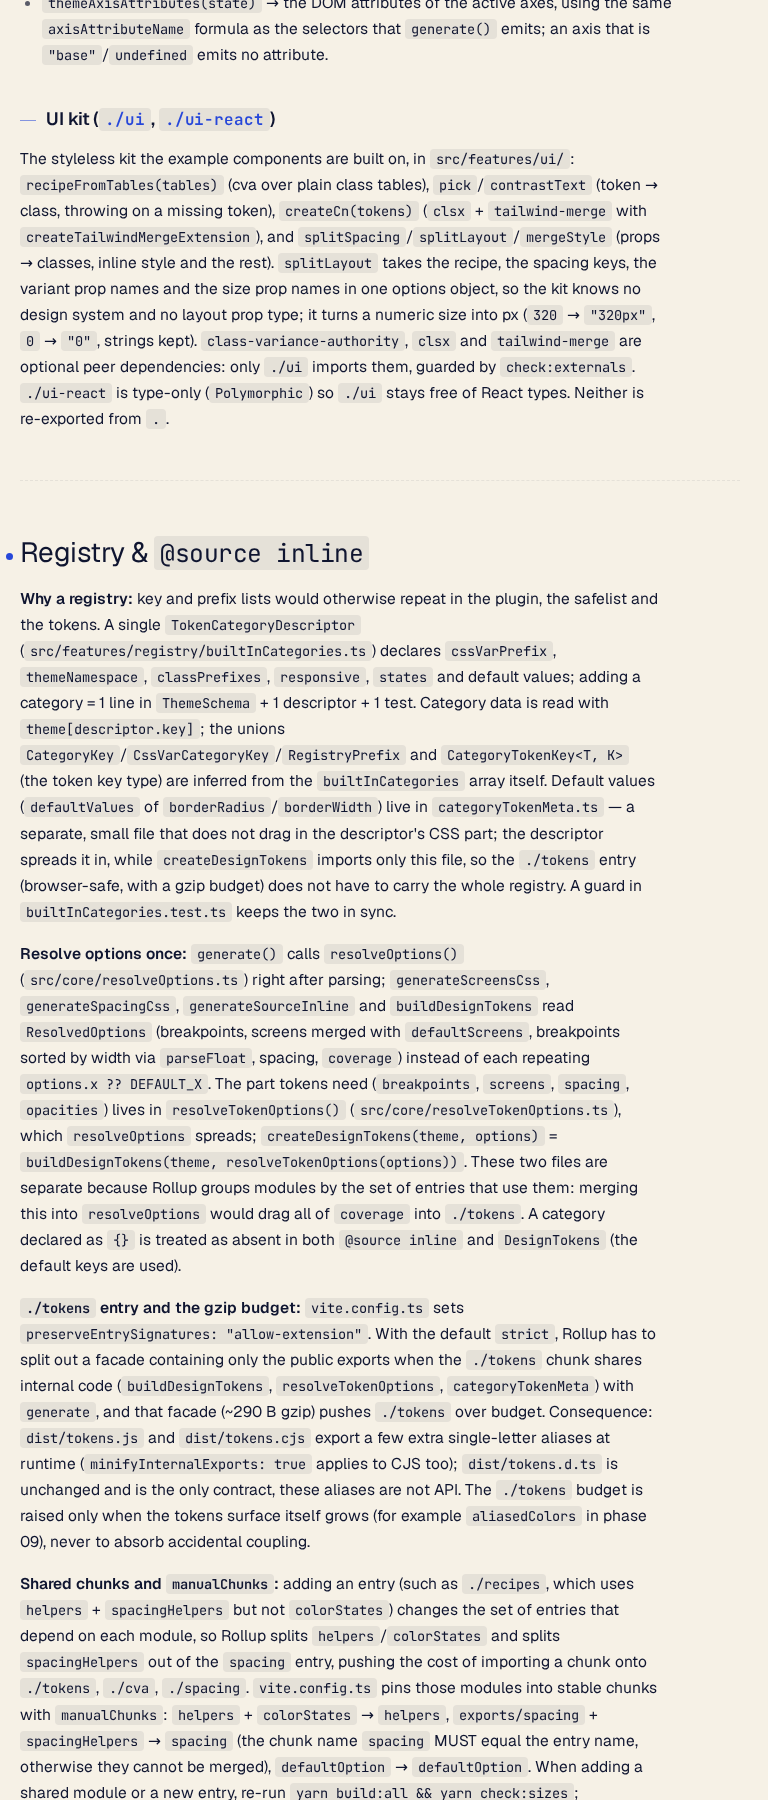 themeAxisAttributes(state) → the DOM attributes of the active axes, using the same
axisAttributeName formula as the selectors that generate() emits; an axis that is
"base"/undefined emits no attribute.
— UI kit (./ui, ./ui-react)
The styleless kit the example components are built on, in src/features/ui/:
recipeFromTables(tables) (cva over plain class tables), pick/contrastText (token →
class, throwing on a missing token), createCn(tokens) (clsx + tailwind-merge with
createTailwindMergeExtension), and splitSpacing/splitLayout/mergeStyle (props
→ classes, inline style and the rest). splitLayout takes the recipe, the spacing keys, the
variant prop names and the size prop names in one options object, so the kit knows no
design system and no layout prop type; it turns a numeric size into px (320 → "320px",
0 → "0", strings kept). class-variance-authority, clsx and tailwind-merge are
optional peer dependencies: only ./ui imports them, guarded by check:externals.
./ui-react is type-only (Polymorphic) so ./ui stays free of React types. Neither is
re-exported from ..
Registry & @source inline
Why a registry: key and prefix lists would otherwise repeat in the plugin, the safelist and
the tokens. A single TokenCategoryDescriptor
(src/features/registry/builtInCategories.ts) declares cssVarPrefix,
themeNamespace, classPrefixes, responsive, states and default values; adding a
category = 1 line in ThemeSchema + 1 descriptor + 1 test. Category data is read with
theme[descriptor.key]; the unions
CategoryKey/CssVarCategoryKey/RegistryPrefix and CategoryTokenKey<T, K>
(the token key type) are inferred from the builtInCategories array itself. Default values
(defaultValues of borderRadius/borderWidth) live in categoryTokenMeta.ts — a
separate, small file that does not drag in the descriptor's CSS part; the descriptor
spreads it in, while createDesignTokens imports only this file, so the ./tokens entry
(browser-safe, with a gzip budget) does not have to carry the whole registry. A guard in
builtInCategories.test.ts keeps the two in sync.
Resolve options once: generate() calls resolveOptions()
(src/core/resolveOptions.ts) right after parsing; generateScreensCss,
generateSpacingCss, generateSourceInline and buildDesignTokens read
ResolvedOptions (breakpoints, screens merged with defaultScreens, breakpoints
sorted by width via parseFloat, spacing, coverage) instead of each repeating
options.x ?? DEFAULT_X. The part tokens need (breakpoints, screens, spacing,
opacities) lives in resolveTokenOptions() (src/core/resolveTokenOptions.ts),
which resolveOptions spreads; createDesignTokens(theme, options) =
buildDesignTokens(theme, resolveTokenOptions(options)). These two files are
separate because Rollup groups modules by the set of entries that use them: merging
this into resolveOptions would drag all of coverage into ./tokens. A category
declared as {} is treated as absent in both @source inline and DesignTokens (the
default keys are used).
./tokens entry and the gzip budget: vite.config.ts sets
preserveEntrySignatures: "allow-extension". With the default strict, Rollup has to
split out a facade containing only the public exports when the ./tokens chunk shares
internal code (buildDesignTokens, resolveTokenOptions, categoryTokenMeta) with
generate, and that facade (~290 B gzip) pushes ./tokens over budget. Consequence:
dist/tokens.js and dist/tokens.cjs export a few extra single-letter aliases at
runtime (minifyInternalExports: true applies to CJS too); dist/tokens.d.ts is
unchanged and is the only contract, these aliases are not API. The ./tokens budget is
raised only when the tokens surface itself grows (for example aliasedColors in phase
09), never to absorb accidental coupling.
Shared chunks and manualChunks: adding an entry (such as ./recipes, which uses
helpers + spacingHelpers but not colorStates) changes the set of entries that
depend on each module, so Rollup splits helpers/colorStates and splits
spacingHelpers out of the spacing entry, pushing the cost of importing a chunk onto
./tokens, ./cva, ./spacing. vite.config.ts pins those modules into stable chunks
with manualChunks: helpers + colorStates → helpers, exports/spacing +
spacingHelpers → spacing (the chunk name spacing MUST equal the entry name,
otherwise they cannot be merged), defaultOption → defaultOption. When adding a
shared module or a new entry, re-run yarn build:all && yarn check:sizes;